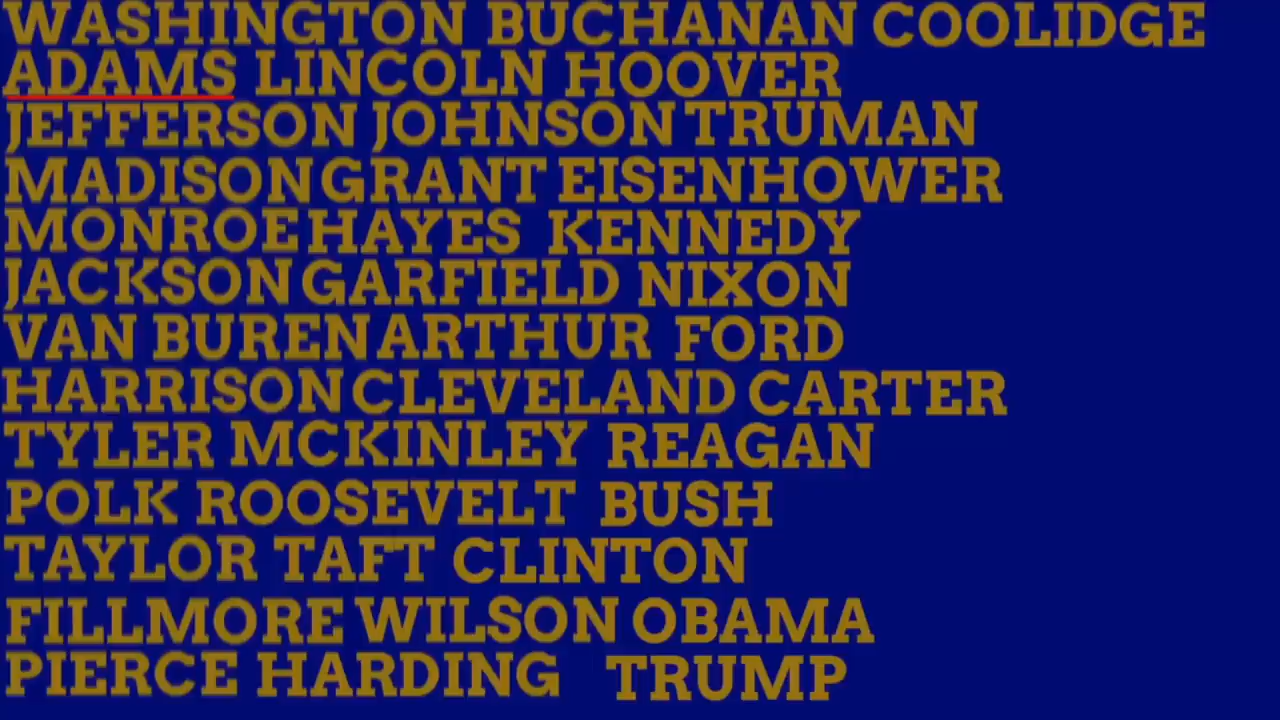 WASHINGTON BUCHANAN COOLIDGE
ADAMS LINCOLN HOOVER
JEFFERSON JOHNSON TRUMAN
MADISON GRANT EISENHOWER
MONROE HAYES KENNEDY
JACKSON GARFIELD NIXON
VAN BUREN ARTHUR FORD
HARRISON CLEVELAND CARTER
TYLER MCKINLEY REAGAN
POLK ROOSEVELT BUSH
TAYLOR TAFT CLINTON
FILLMORE WILSON OBAMA
PIERCE HARDING TRUMP